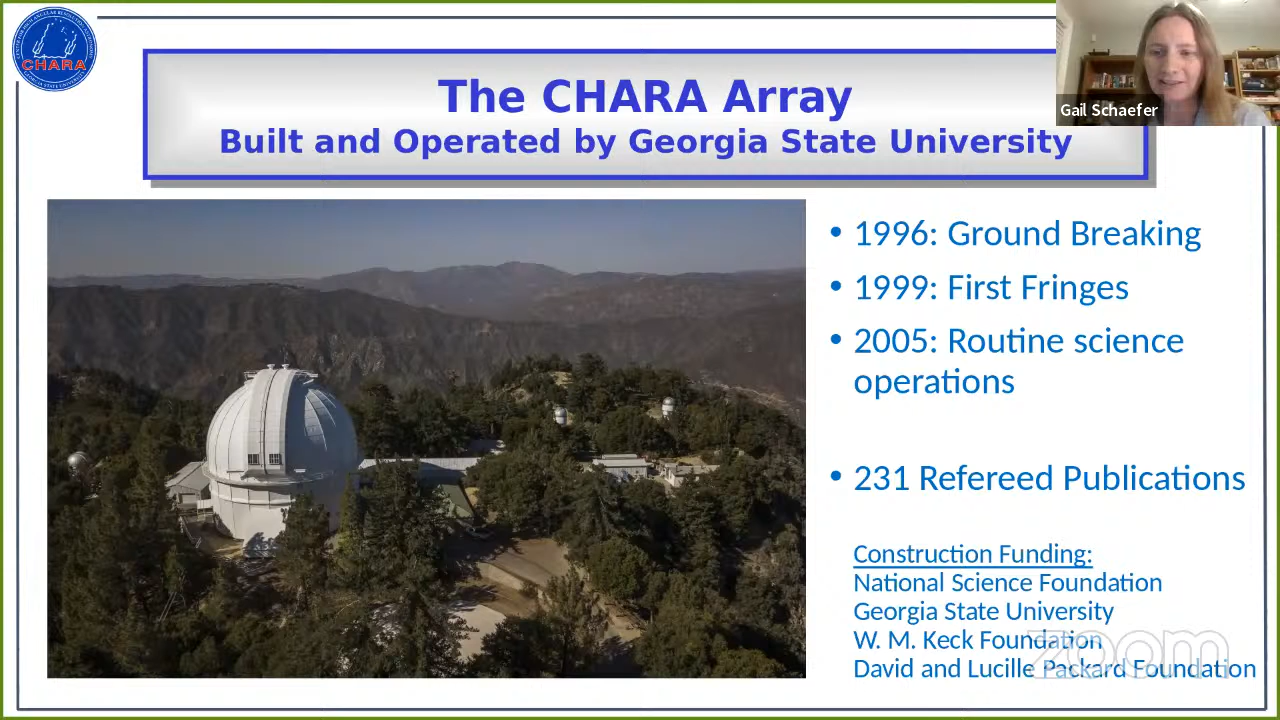 CHARA
The CHARA Array
Built and Operated by Georgia State University
Gail Schaefer
• 1996: Ground Breaking
• 1999: First Fringes
• 2005: Routine science
operations
• 231 Refereed Publications
Construction Funding:
National Science Foundation
Georgia State University
W. M. Keck Foundation
David and Lucille Packard Foundation
zoom